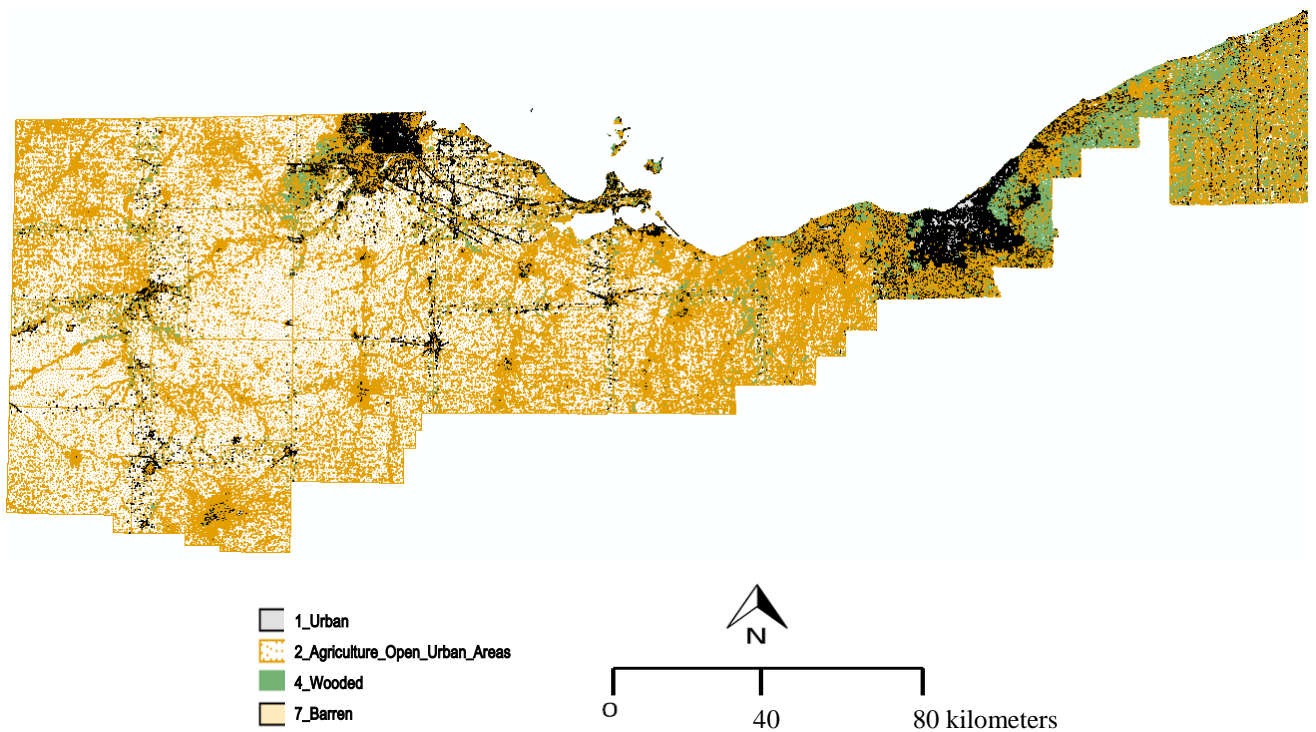 1_Urban
2_Agriculture_Open_Urban_Areas
4_Wooded
7_Barren
N
0 40 80 kilometers